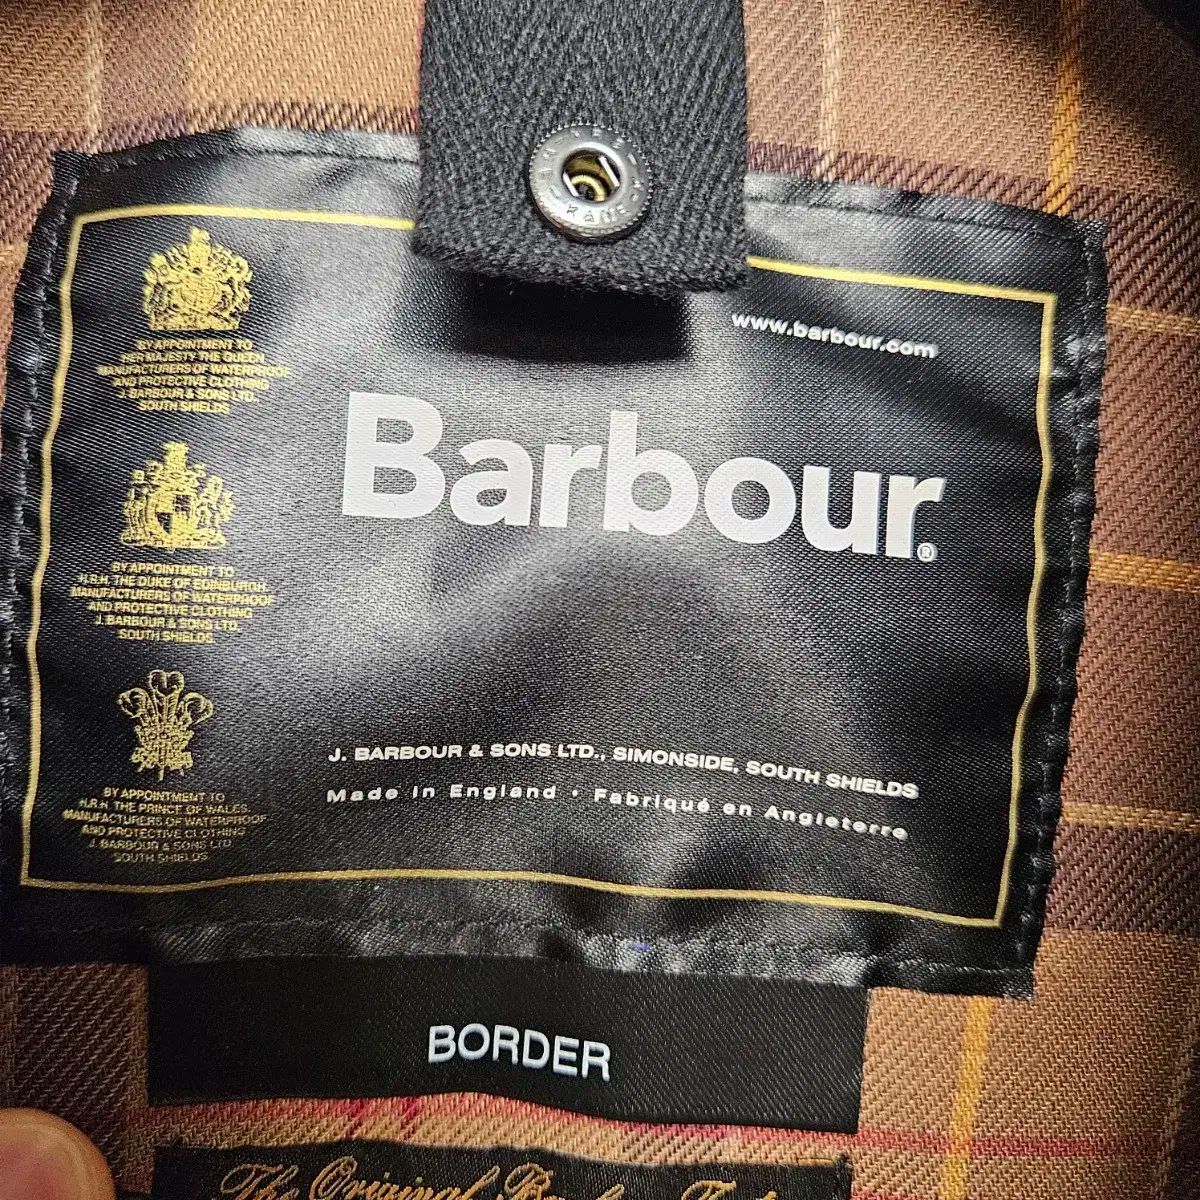 www.barbour.com
Barbour®
BY APPOINTMENT TO
HER MAJESTY THE QUEEN
MANUFACTURERS OF WATERPROOF
AND PROTECTIVE CLOTHING
J. BARBOUR & SONS LTD.
SOUTH SHIELDS
BY APPOINTMENT TO
H.R.H. THE DUKE OF EDINBURGH
MANUFACTURERS OF WATERPROOF
AND PROTECTIVE CLOTHING
J. BARBOUR & SONS LTD
SOUTH SHIELDS
BY APPOINTMENT TO
H.R.H. THE PRINCE OF WALES
MANUFACTURERS OF WATERPROOF
AND PROTECTIVE CLOTHING
J. BARBOUR & SONS LTD
SOUTH SHIELDS
J. BARBOUR & SONS LTD., SIMONSIDE, SOUTH SHIELDS
Made in England • Fabriqué en Angleterre
BORDER
The Original